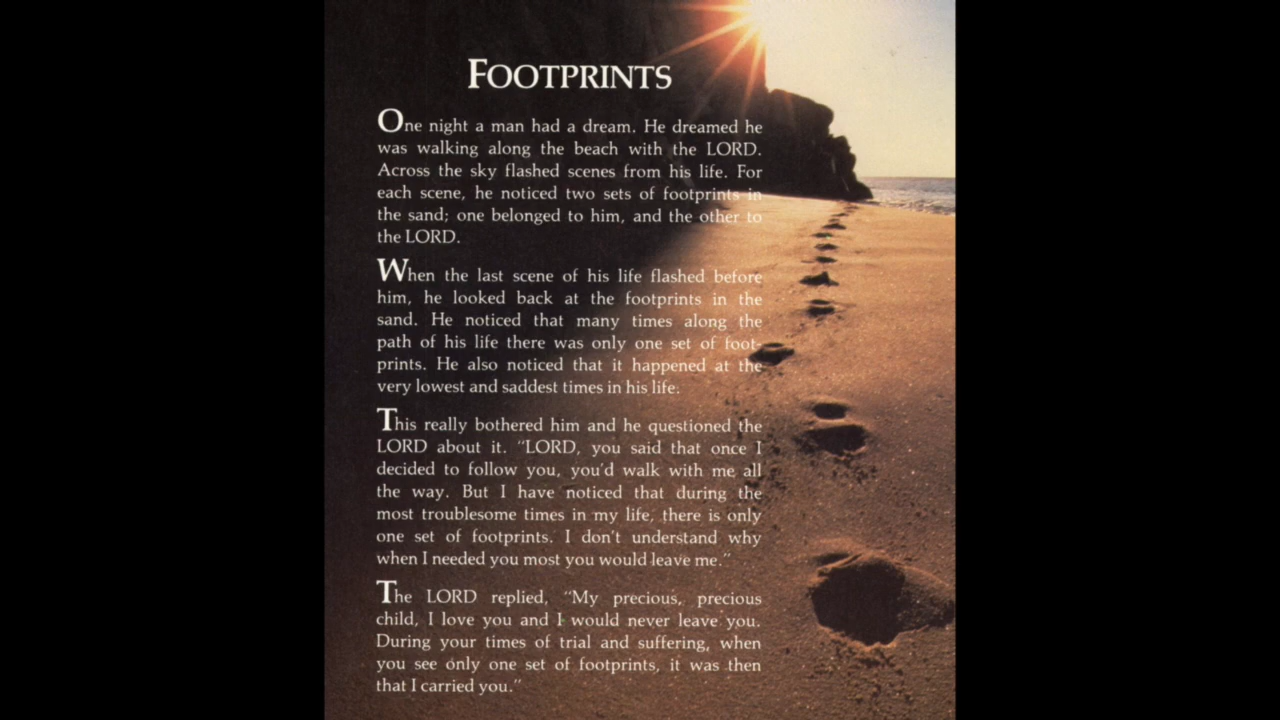 FOOTPRINTS
One night a man had a dream. He dreamed he
was walking along the beach with the LORD.
Across the sky flashed scenes from his life. For
each scene, he noticed two sets of footprints in
the sand; one belonged to him, and the other to
the LORD.
When the last scene of his life flashed before
him, he looked back at the footprints in the
sand. He noticed that many times along the
path of his life there was only one set of foot-
prints. He also noticed that it happened at the
very lowest and saddest times in his life.
This really bothered him and he questioned the
LORD about it. “LORD, you said that once I
decided to follow you, you'd walk with me all
the way. But I have noticed that during the
most troublesome times in my life, there is only
one set of footprints. I don't understand why
when I needed you most you would leave me.”
The LORD replied, “My precious, precious
child, I love you and I would never leave you.
During your times of trial and suffering, when
you see only one set of footprints, it was then
that I carried you.”